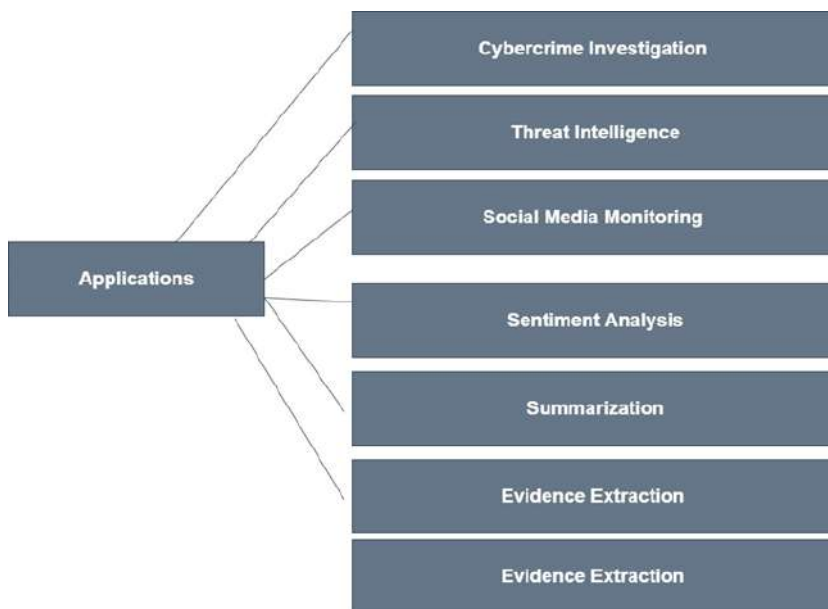 Cybercrime Investigation
Threat Intelligence
Social Media Monitoring
Applications
Sentiment Analysis
Summarization
Evidence Extraction
Evidence Extraction